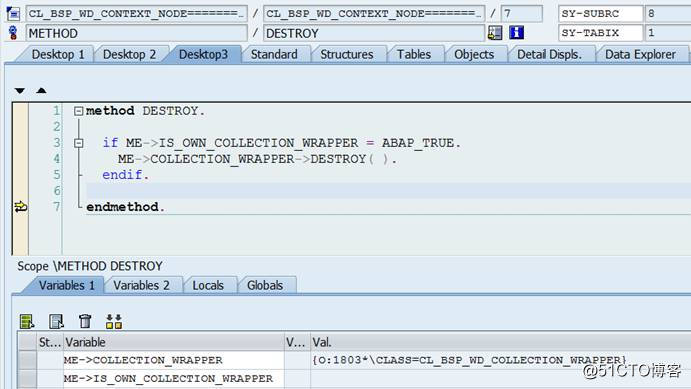 CL_BSP_WD_CONTEXT_NODE=======… / CL_BSP_WD_CONTEXT_NODE=======… / 7 SY-SUBRC 8
METHOD / DESTROY SY-TABIX 1
Desktop 1 Desktop 2 Desktop3 Standard Structures Tables Objects Detail Displs. Data Explorer
1 method DESTROY.
2
3 if ME->IS_OWN_COLLECTION_WRAPPER = ABAP_TRUE.
4 ME->COLLECTION_WRAPPER->DESTROY( ).
5 endif.
6
7 endmethod.
Scope \METHOD DESTROY
Variables 1 Variables 2 Locals Globals
St... Variable V... Val.
ME->COLLECTION_WRAPPER {O:1803*\CLASS=CL_BSP_WD_COLLECTION_WRAPPER}
ME->IS_OWN_COLLECTION_WRAPPER
@51CTO博客